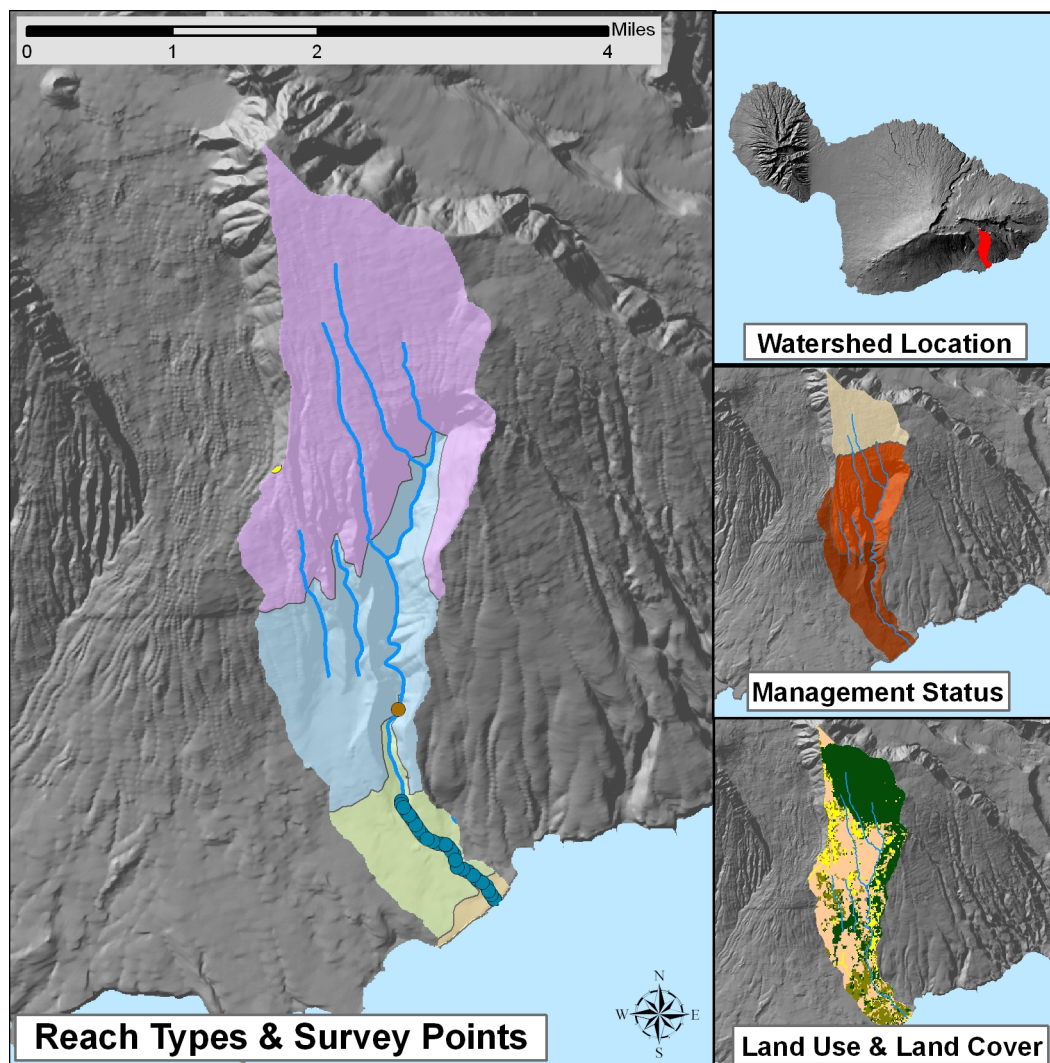 Miles
0 1 2 4
Watershed Location
Management Status
N
W E
S
Reach Types & Survey Points
Land Use & Land Cover